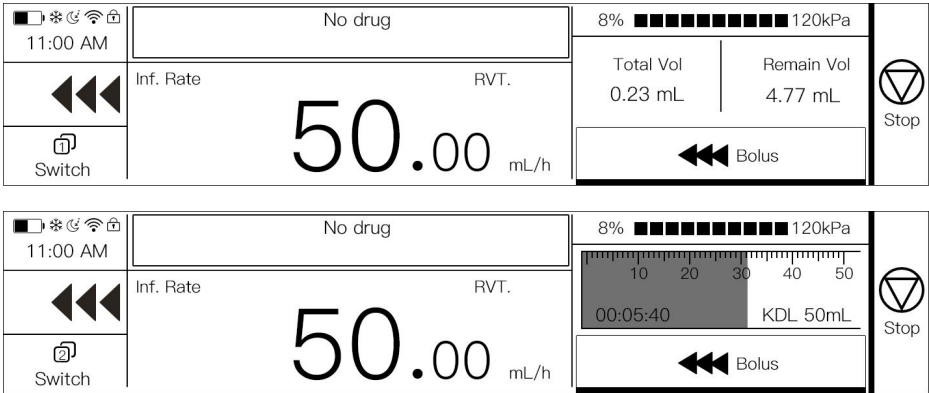 No drug
8% 120kPa
11:00 AM
Inf. Rate RVT.
Total Vol Remain Vol
0.23 mL 4.77 mL
50.00 mL/h
Stop
1
Switch
Bolus
No drug
8% 120kPa
11:00 AM
Inf. Rate RVT.
10 20 30 40 50
00:05:40 KDL 50mL
50.00 mL/h
Stop
2
Switch
Bolus